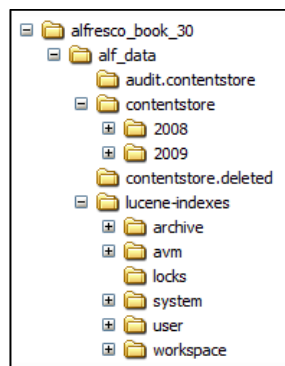 alfresco_book_30
alf_data
audit.contentstore
contentstore
2008
2009
contentstore.deleted
lucene-indexes
archive
avm
locks
system
user
workspace